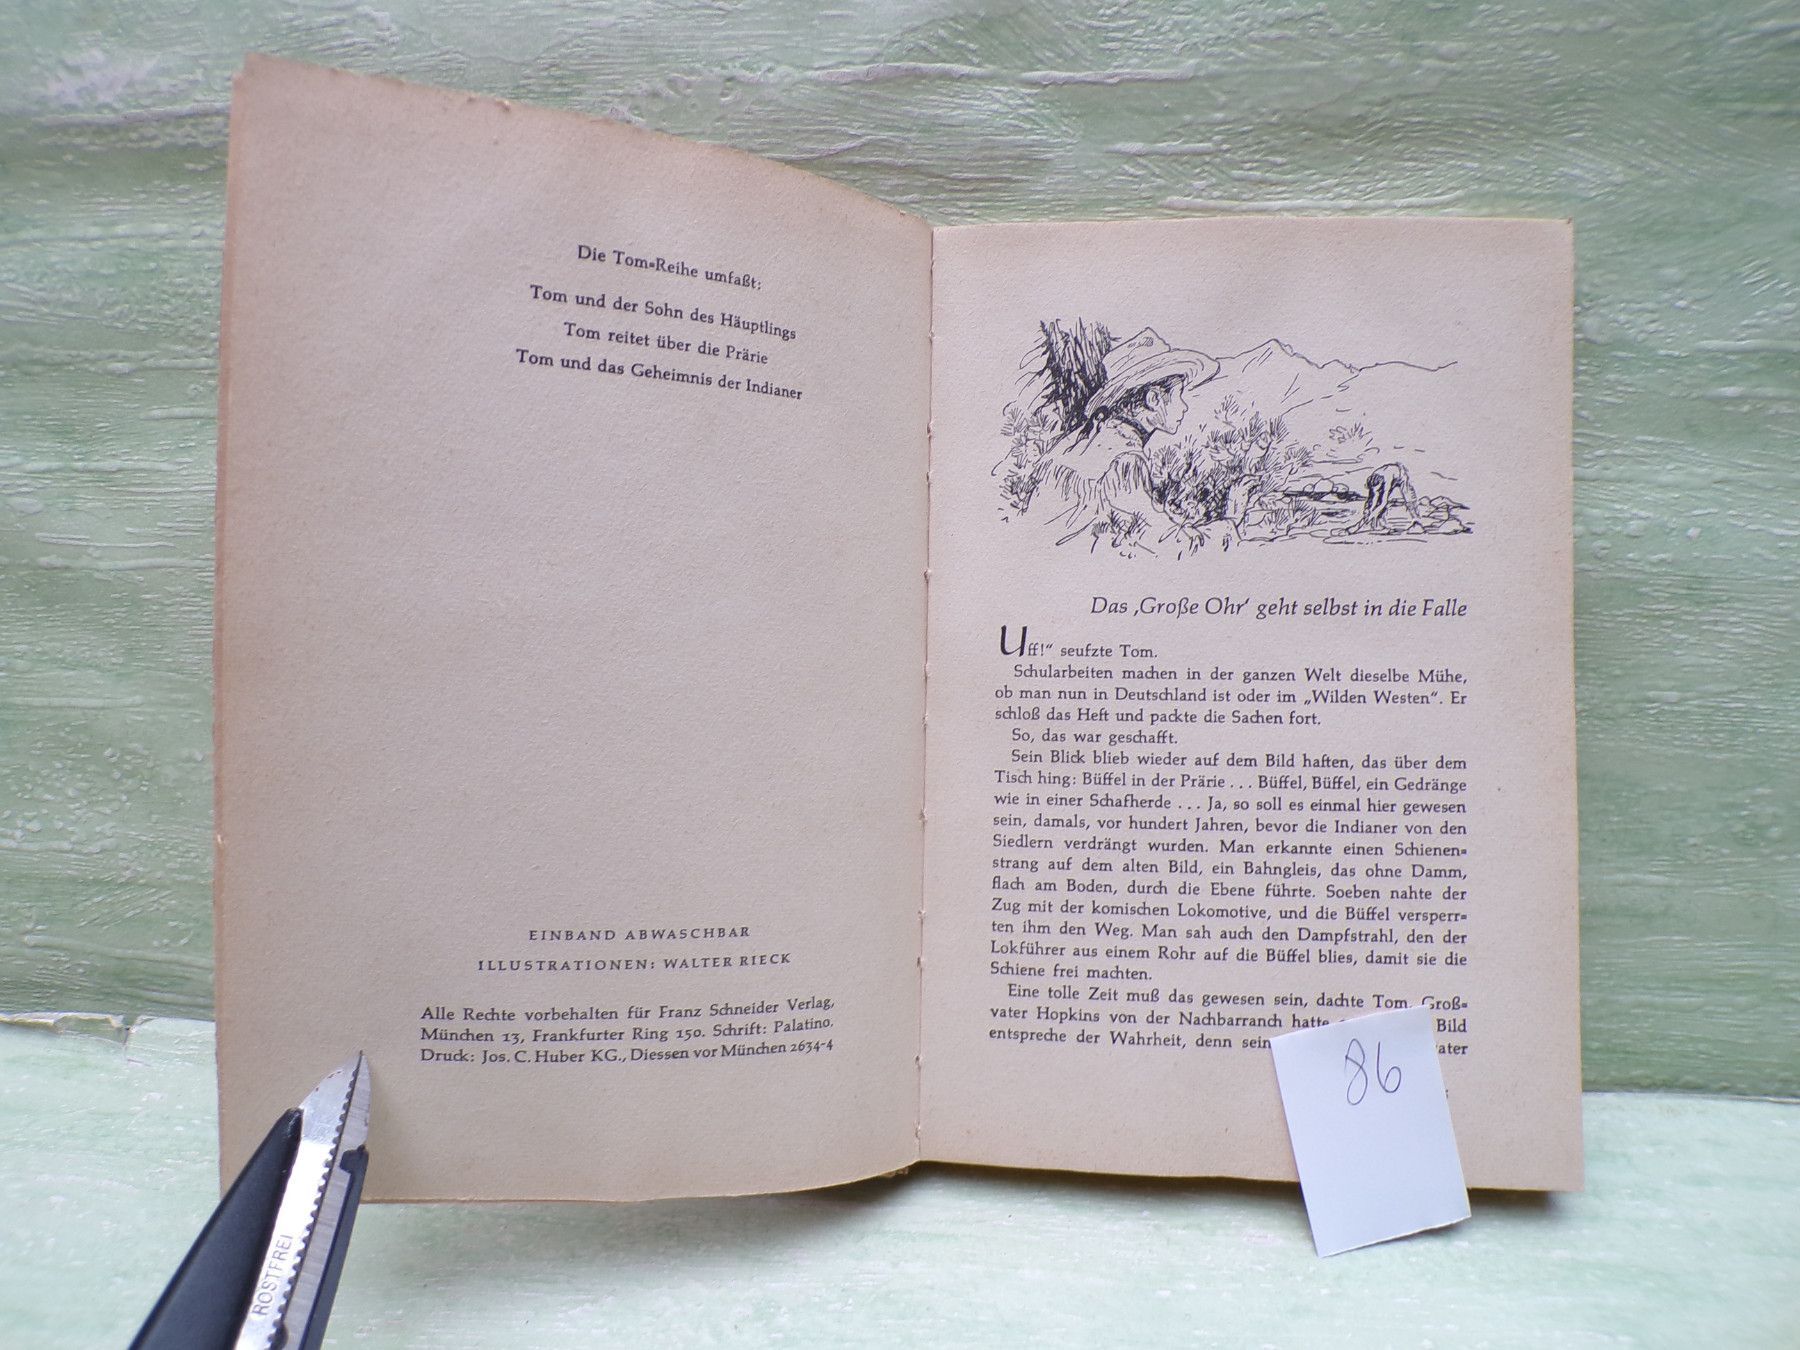 Die Tom=Reihe umfaßt:
Tom und der Sohn des Häuptlings
Tom reitet über die Prärie
Tom und das Geheimnis der Indianer
EINBAND ABWASCHBAR
ILLUSTRATIONEN: WALTER RIECK
Alle Rechte vorbehalten für Franz Schneider Verlag,
München 13, Frankfurter Ring 150. Schrift: Palatino.
Druck: Jos. C. Huber KG., Diessen vor München 2634-4
ROSTFREI
Das ‚Große Ohr‘ geht selbst in die Falle
Uff!“ seufzte Tom.
Schularbeiten machen in der ganzen Welt dieselbe Mühe,
ob man nun in Deutschland ist oder im „Wilden Westen“. Er
schloß das Heft und packte die Sachen fort.
So, das war geschafft.
Sein Blick blieb wieder auf dem Bild haften, das über dem
Tisch hing: Büffel in der Prärie . . . Büffel, Büffel, ein Gedränge
wie in einer Schafherde . . . Ja, so soll es einmal hier gewesen
sein, damals, vor hundert Jahren, bevor die Indianer von den
Siedlern verdrängt wurden. Man erkannte einen Schienen=
strang auf dem alten Bild, ein Bahngleis, das ohne Damm,
flach am Boden, durch die Ebene führte. Soeben nahte der
Zug mit der komischen Lokomotive, und die Büffel versperr=
ten ihm den Weg. Man sah auch den Dampfstrahl, den der
Lokführer aus einem Rohr auf die Büffel blies, damit sie die
Schiene frei machten.
Eine tolle Zeit muß das gewesen sein, dachte Tom. Groß=
vater Hopkins von der Nachbarranch hatte Bild
entspreche der Wahrheit, denn sein vater
86